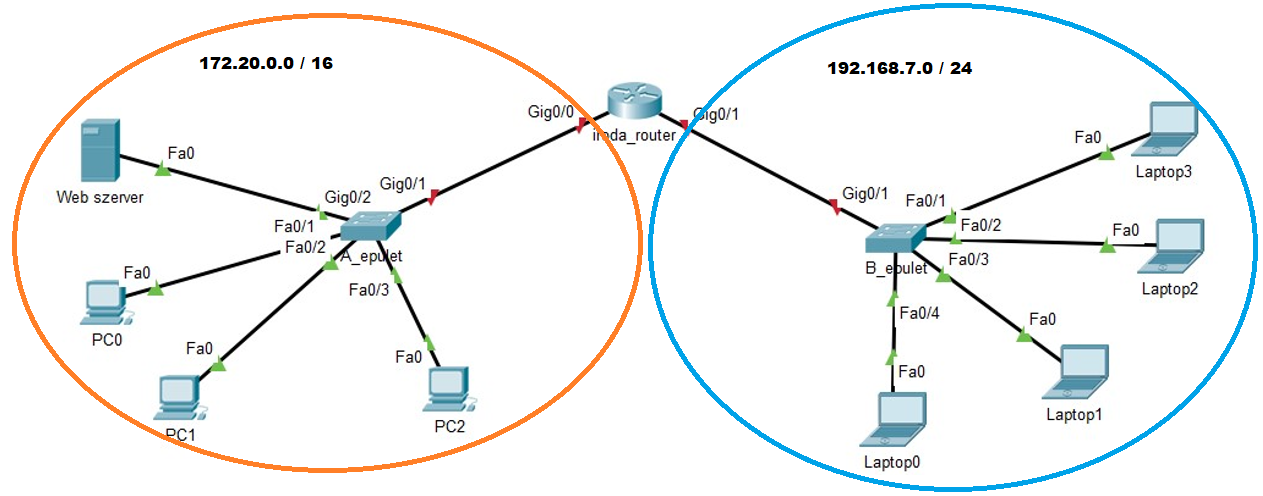 172.20.0.0 / 16
192.168.7.0 / 24
Gig0/0
iroda_router
Gig0/1
Web szerver
Fa0
Gig0/2
Gig0/1
Fa0/1
Fa0/2
A_epulet
Fa0/3
Fa0
PC0
Fa0
PC1
Fa0
PC2
Gig0/1
B_epulet
Fa0/1
Fa0/2
Fa0/3
Fa0/4
Fa0
Laptop3
Fa0
Laptop2
Fa0
Laptop1
Fa0
Laptop0